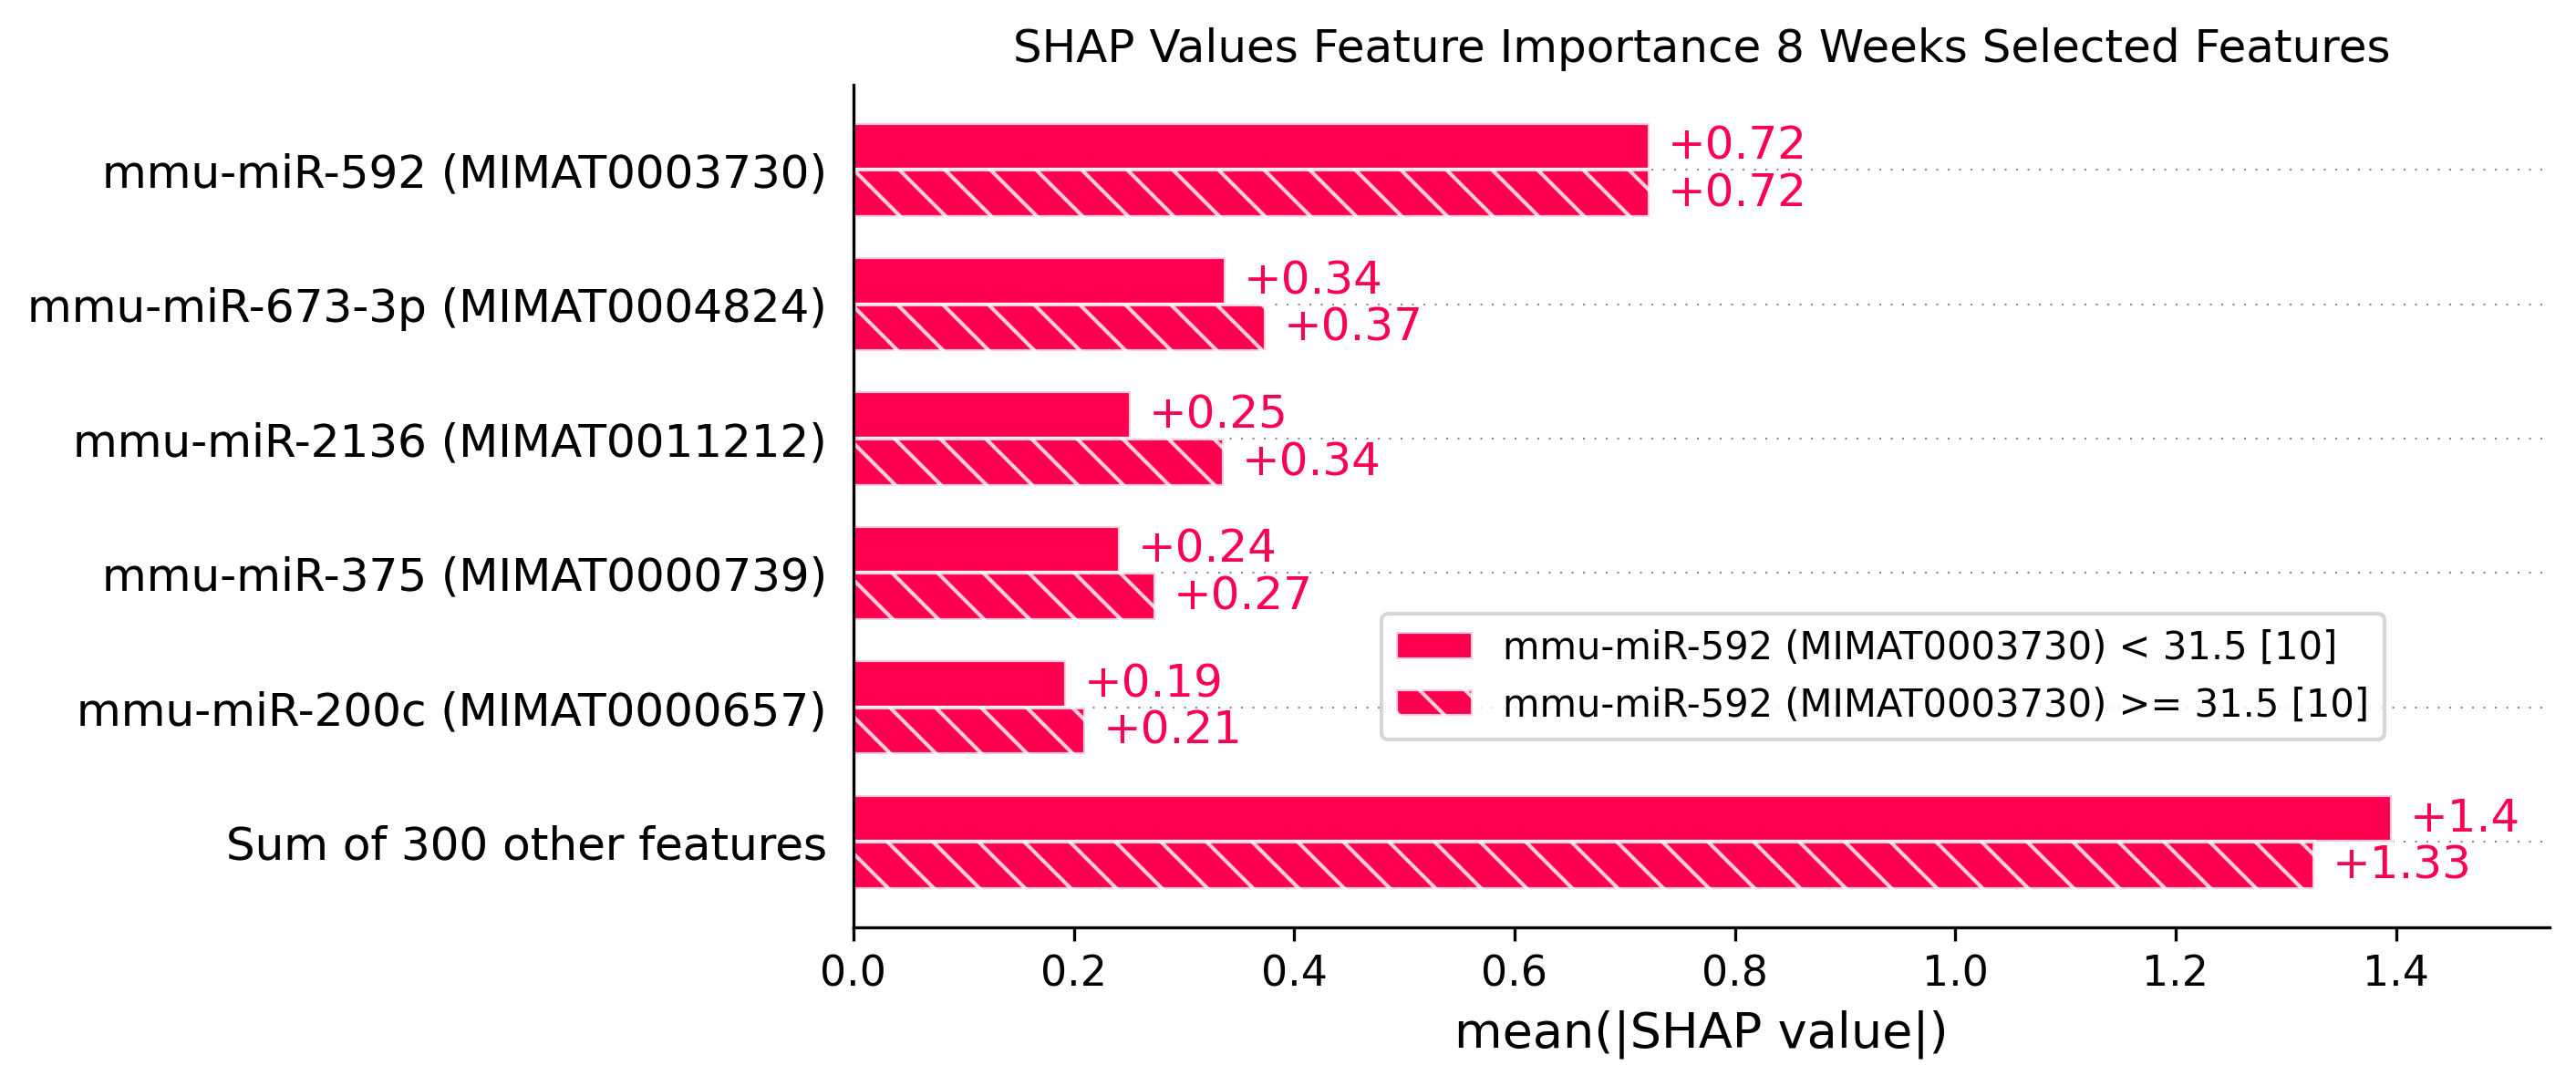 SHAP Values Feature Importance 8 Weeks Selected Features
mmu-miR-592 (MIMAT0003730)
+0.72
+0.72
mmu-miR-673-3p (MIMAT0004824)
+0.34
+0.37
mmu-miR-2136 (MIMAT0011212)
+0.25
+0.34
mmu-miR-375 (MIMAT0000739)
+0.24
+0.27
mmu-miR-200c (MIMAT0000657)
+0.19
+0.21
mmu-miR-592 (MIMAT0003730) < 31.5 [10]
mmu-miR-592 (MIMAT0003730) >= 31.5 [10]
Sum of 300 other features
+1.4
+1.33
0.0 0.2 0.4 0.6 0.8 1.0 1.2 1.4
mean(|SHAP value|)